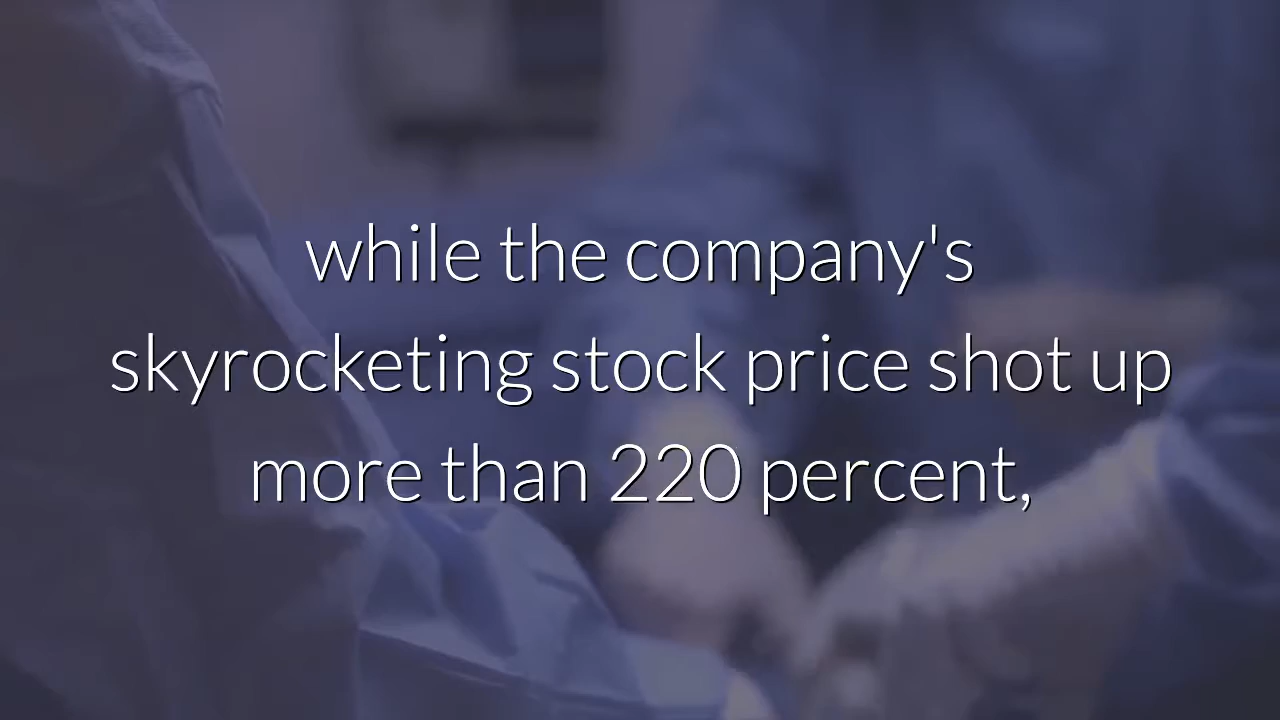 while the company's
skyrocketing stock price shot up
more than 220 percent,